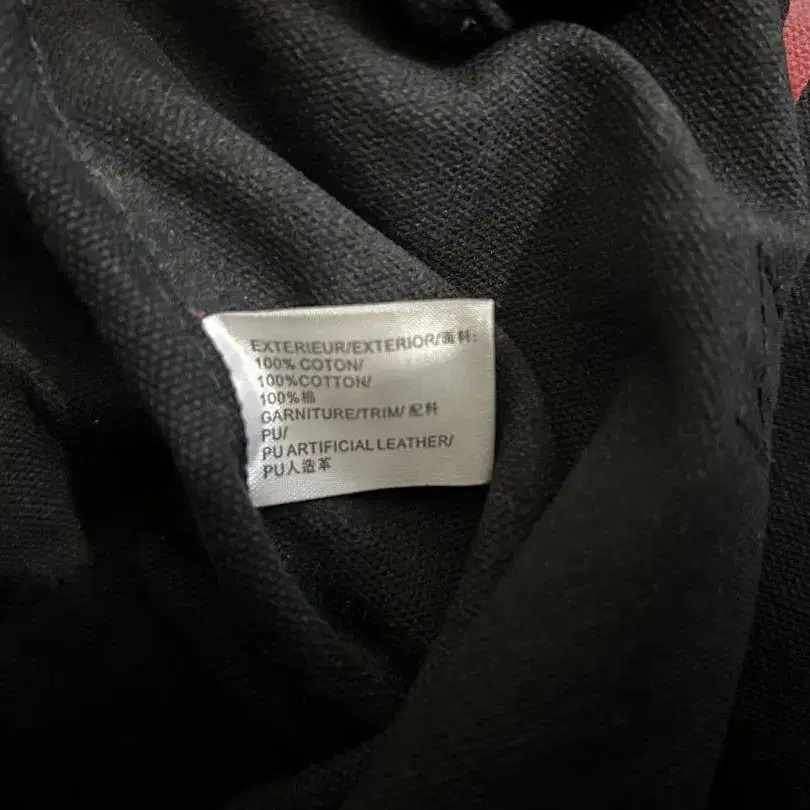 EXTERIEUR/EXTERIOR/面料:
100% COTON/
100%COTTON/
100%棉
GARNITURE/TRIM/配料
PU/
PU ARTIFICIAL LEATHER/
PU人造革